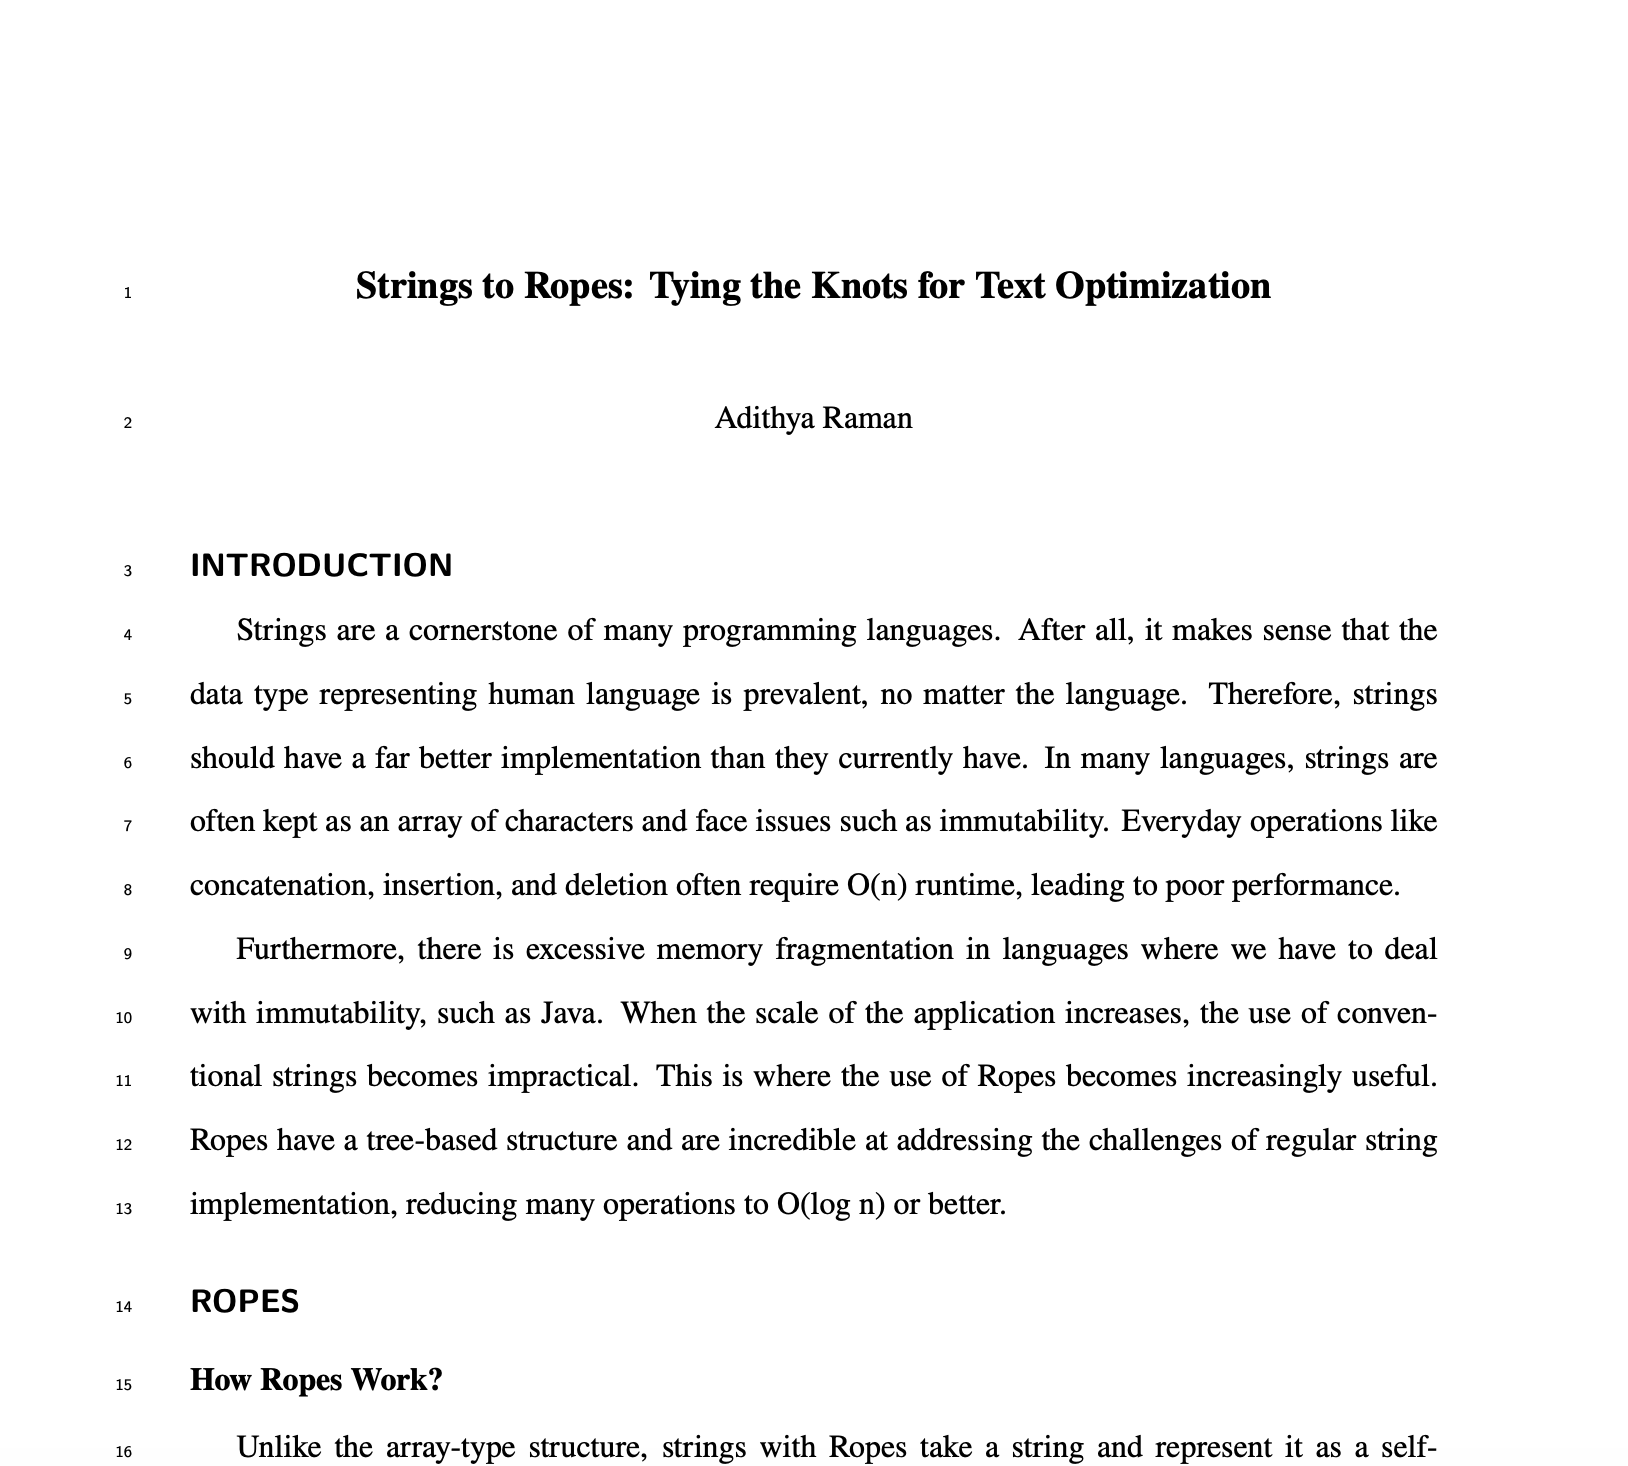 1 Strings to Ropes: Tying the Knots for Text Optimization
2 Adithya Raman
3 INTRODUCTION
4 Strings are a cornerstone of many programming languages. After all, it makes sense that the
5 data type representing human language is prevalent, no matter the language. Therefore, strings
6 should have a far better implementation than they currently have. In many languages, strings are
7 often kept as an array of characters and face issues such as immutability. Everyday operations like
8 concatenation, insertion, and deletion often require O(n) runtime, leading to poor performance.
9 Furthermore, there is excessive memory fragmentation in languages where we have to deal
10 with immutability, such as Java. When the scale of the application increases, the use of conven-
11 tional strings becomes impractical. This is where the use of Ropes becomes increasingly useful.
12 Ropes have a tree-based structure and are incredible at addressing the challenges of regular string
13 implementation, reducing many operations to O(log n) or better.
14 ROPES
15 How Ropes Work?
16 Unlike the array-type structure, strings with Ropes take a string and represent it as a self-